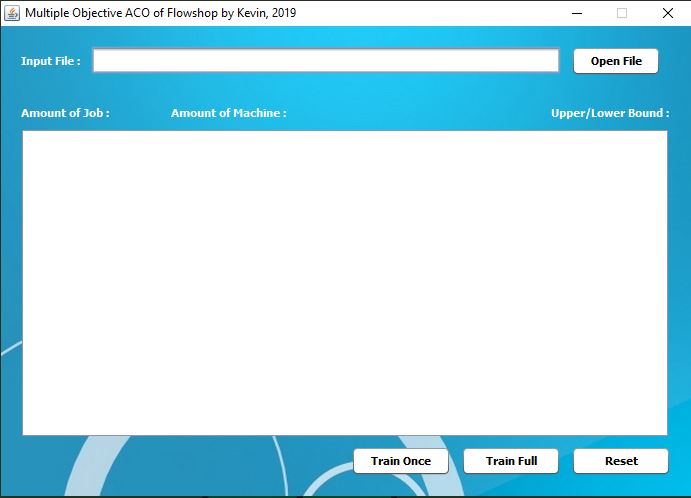 Multiple Objective ACO of Flowshop by Kevin, 2019
Input File :
Open File
Amount of Job : Amount of Machine : Upper/Lower Bound :
Train Once Train Full Reset